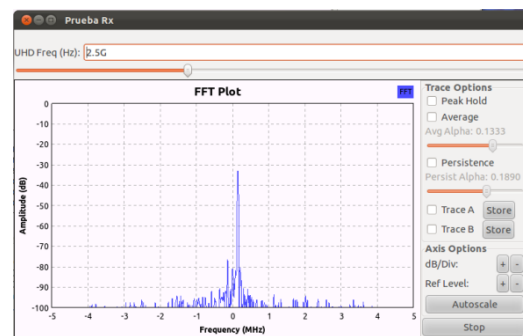 Prueba Rx
UHD Freq (Hz): 2.5G
FFT Plot
FFT
0
-10
-20
-30
-40
-50
-60
-70
-80
-90
-100
Amplitude (dB)
-5 -4 -3 -2 -1 0 1 2 3 4 5
Frequency (MHz)
Trace Options
Peak Hold
Average
Avg Alpha: 0.1333
Persistence
Persist Alpha: 0.1890
Trace A Store
Trace B Store
Axis Options
dB/Div: + -
Ref Level: + -
Autoscale
Stop